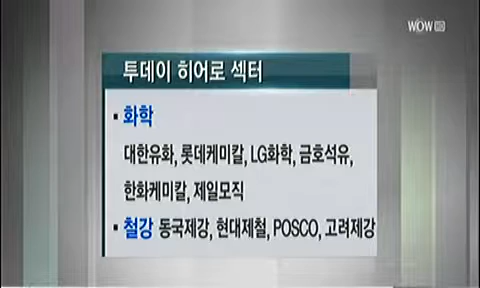 WOW HD
투데이 히어로 섹터
▪ 화학
대한유화, 롯데케미칼, LG화학, 금호석유,
한화케미칼, 제일모직
▪ 철강 동국제강, 현대제철, POSCO, 고려제강